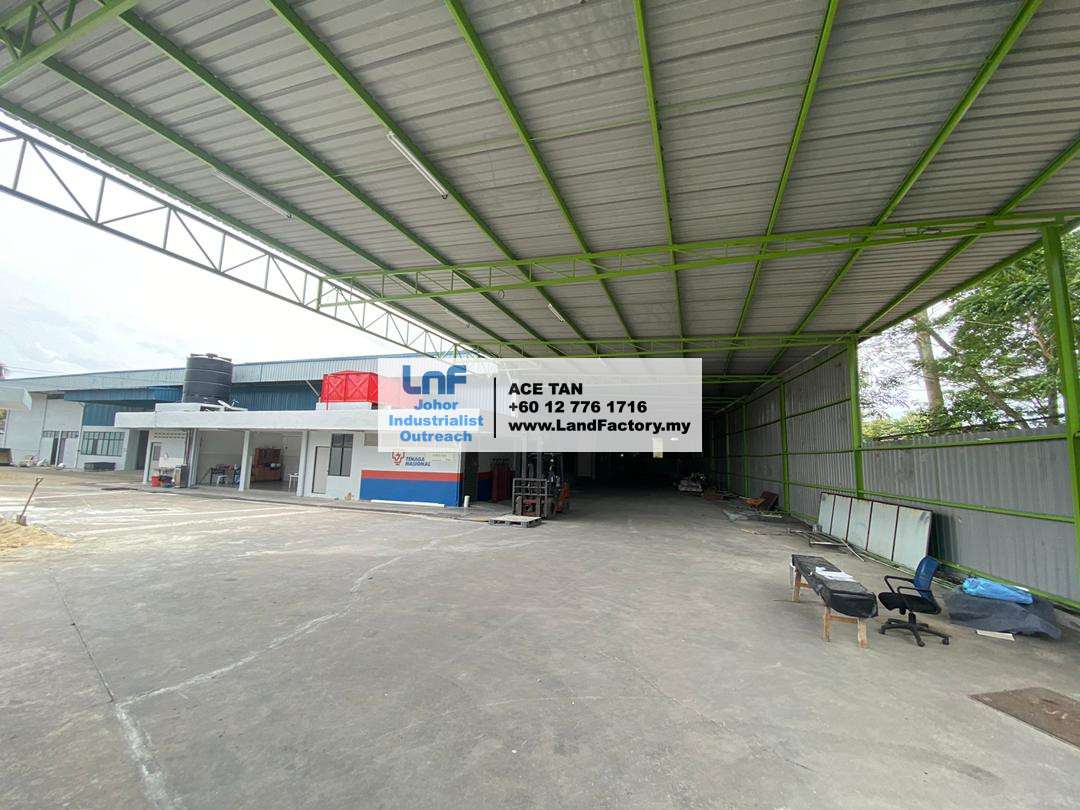 LnF
Johor
Industrialist
Outreach
ACE TAN
+60 12 776 1716
www.LandFactory.my
TENAGA
NASIONAL